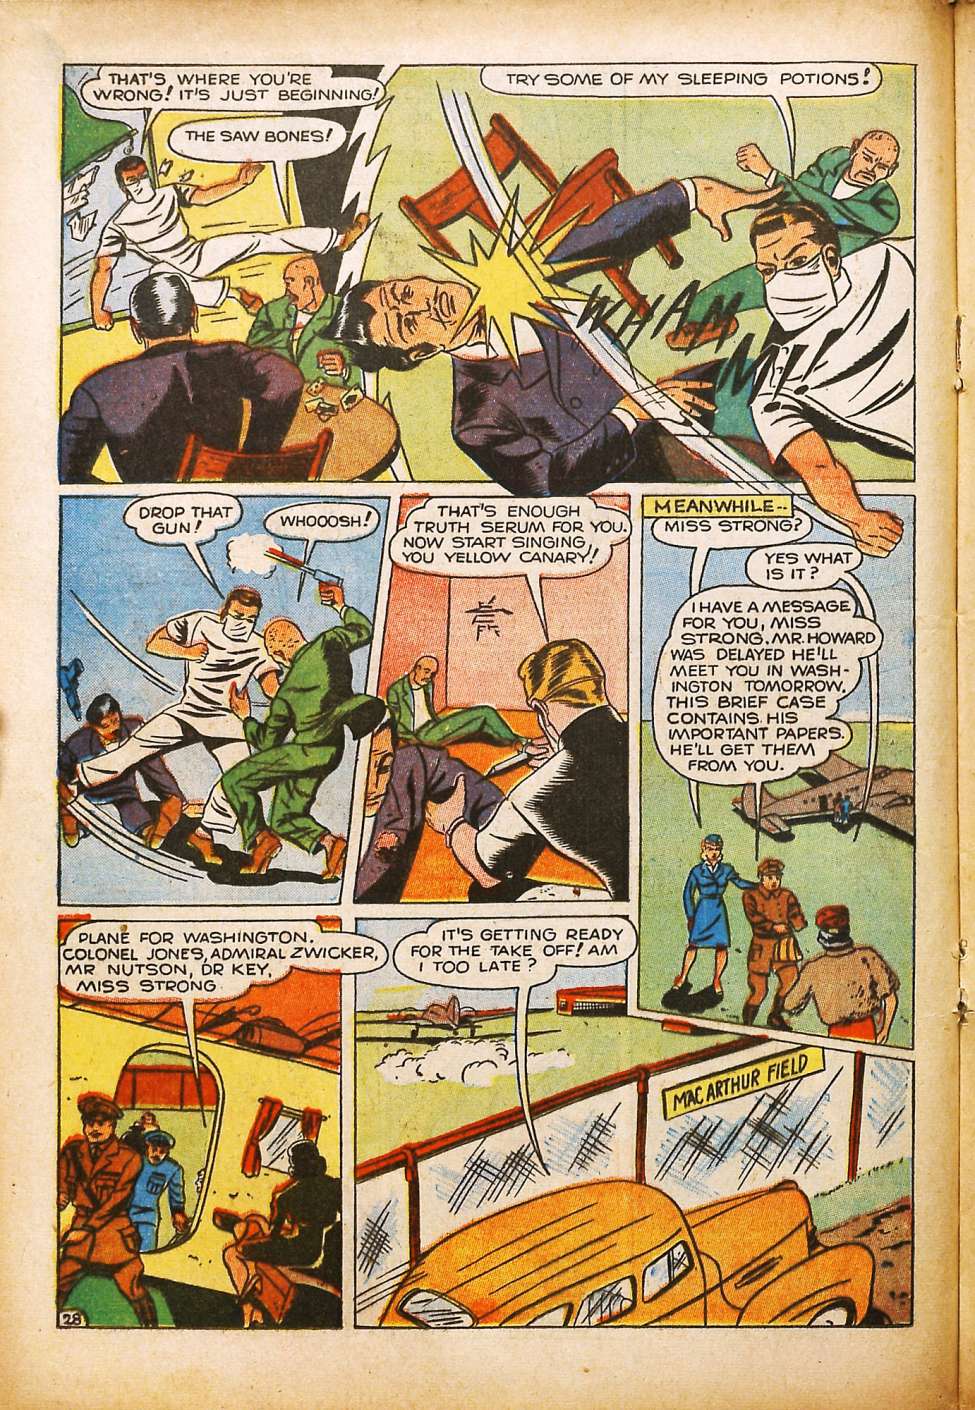 THAT'S WHERE YOU'RE
WRONG! IT'S JUST BEGINNING!
THE SAW BONES!
TRY SOME OF MY SLEEPING POTIONS!
WHAMM!!
DROP THAT
GUN!
WHOOOSH!
THAT'S ENOUGH
TRUTH SERUM FOR YOU.
NOW START SINGING
YOU YELLOW CANARY!
MEANWHILE--
MISS STRONG?
YES WHAT
IS IT?
I HAVE A MESSAGE
FOR YOU, MISS
STRONG. MR. HOWARD
WAS DELAYED HE'LL
MEET YOU IN WASH-
INGTON TOMORROW.
THIS BRIEF CASE
CONTAINS HIS
IMPORTANT PAPERS.
HE'LL GET THEM
FROM YOU.
PLANE FOR WASHINGTON.
COLONEL JONES, ADMIRAL ZWICKER,
MR NUTSON, DR KEY,
MISS STRONG
IT'S GETTING READY
FOR THE TAKE OFF! AM
I TOO LATE?
MAC ARTHUR FIELD
28